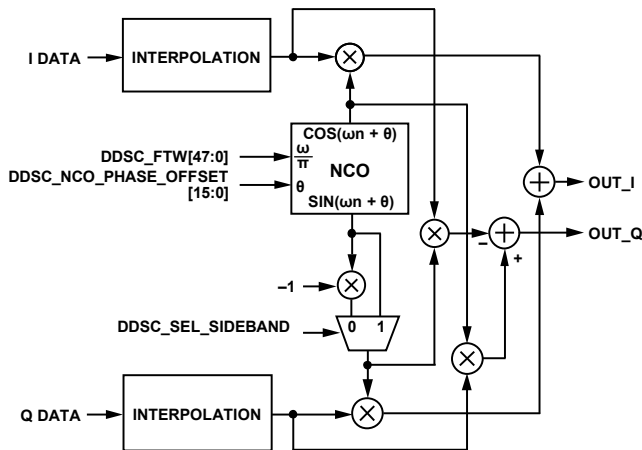 I DATA
INTERPOLATION
COS(ωn + θ)
ω
π
NCO
θ
SIN(ωn + θ)
DDSC_FTW[47:0]
DDSC_NCO_PHASE_OFFSET
[15:0]
OUT_I
OUT_Q
–
+
–1
0 1
DDSC_SEL_SIDEBAND
Q DATA
INTERPOLATION